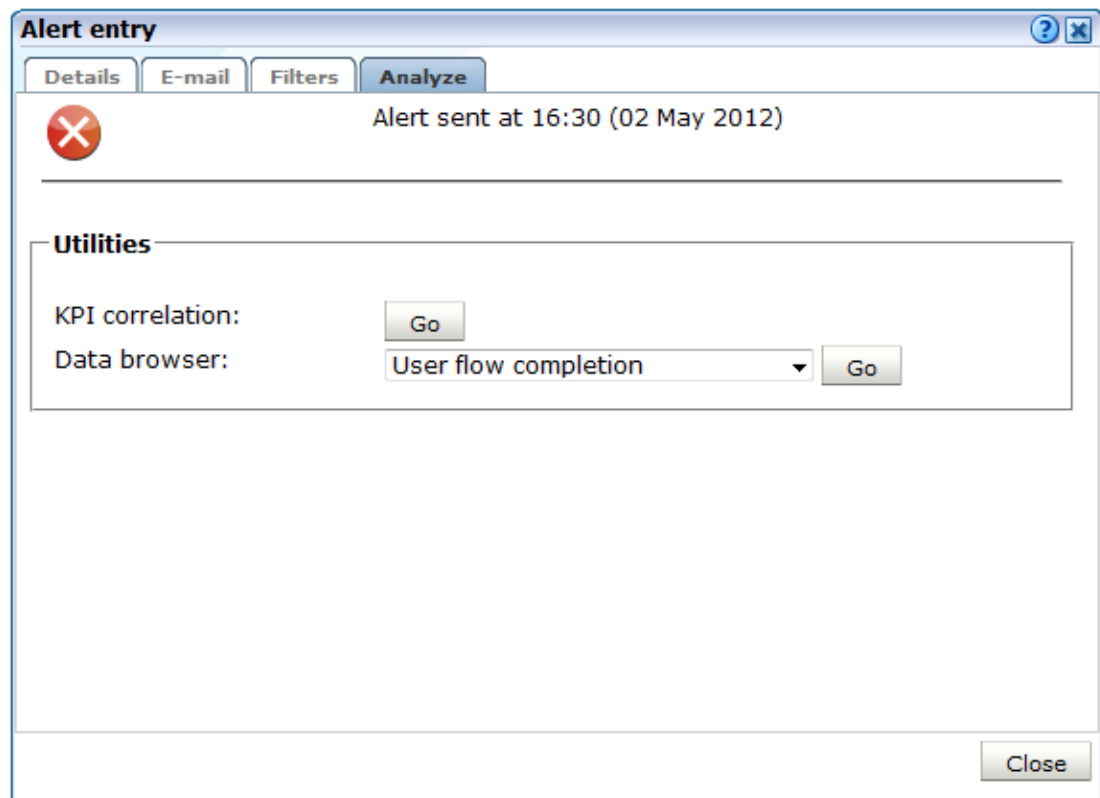 Alert entry
Details E-mail Filters Analyze
Alert sent at 16:30 (02 May 2012)
Utilities
KPI correlation: Go
Data browser: User flow completion Go
Close